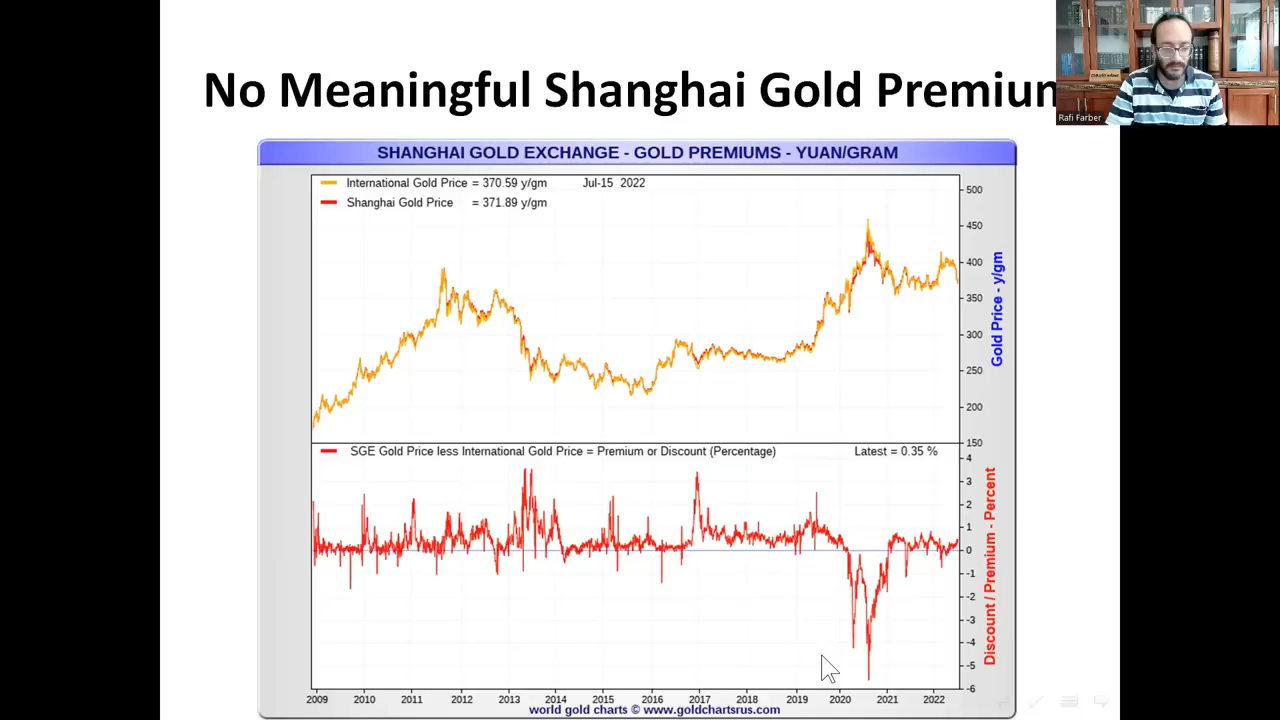 No Meaningful Shanghai Gold Premium
Rafi Farber
SHANGHAI GOLD EXCHANGE - GOLD PREMIUMS - YUAN/GRAM
International Gold Price = 370.59 y/gm Jul-15 2022
Shanghai Gold Price = 371.89 y/gm
500
450
400
350
300
250
200
150
Gold Price - y/gm
SGE Gold Price less International Gold Price = Premium or Discount (Percentage) Latest = 0.35 %
4
3
2
1
0
-1
-2
-3
-4
-5
-6
Discount / Premium - Percent
2009 2010 2011 2012 2013 2014 2015 2016 2017 2018 2019 2020 2021 2022
world gold charts © www.goldchartsrus.com